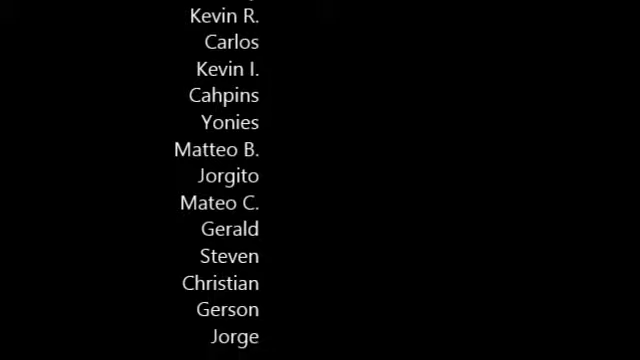 Kevin R.
Carlos
Kevin I.
Cahpins
Yonies
Matteo B.
Jorgito
Mateo C.
Gerald
Steven
Christian
Gerson
Jorge